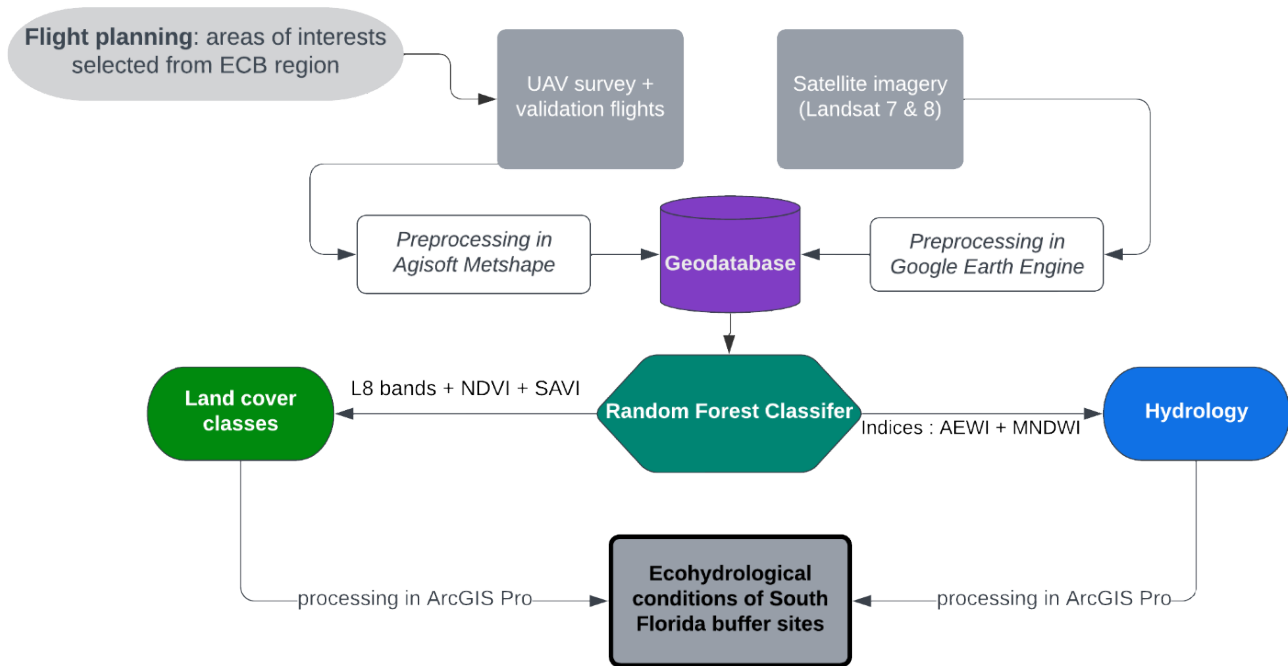 Flight planning: areas of interests
selected from ECB region
UAV survey +
validation flights
Satellite imagery
(Landsat 7 & 8)
Preprocessing in
Agisoft Metshape
Geodatabase
Preprocessing in
Google Earth Engine
Land cover
classes
L8 bands + NDVI + SAVI
Random Forest Classifer
Indices : AEWI + MNDWI
Hydrology
processing in ArcGIS Pro
Ecohydrological
conditions of South
Florida buffer sites
processing in ArcGIS Pro